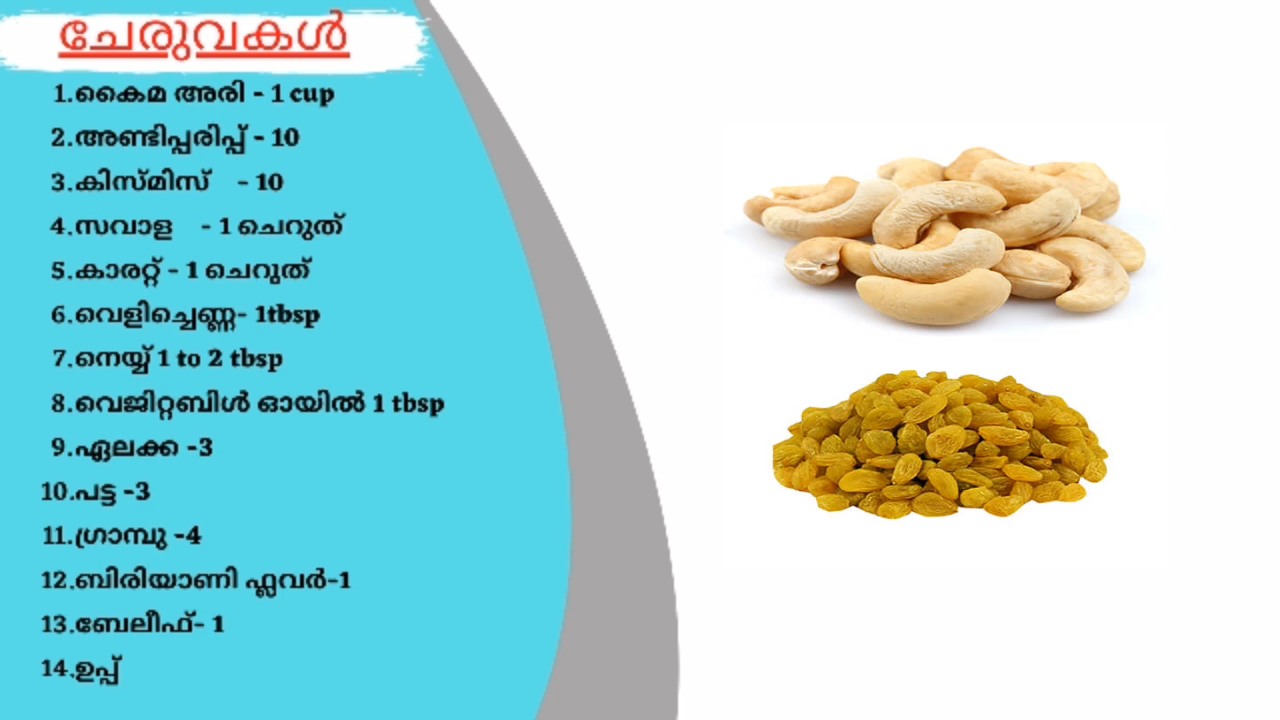 ചേരുവകൾ
1.കൈമ അരി - 1 cup
2.അണ്ടിപ്പരിപ്പ് - 10
3.കിസ്മിസ് - 10
4.സവാള - 1 ചെറുത്
5.കാരറ്റ് - 1 ചെറുത്
6.വെളിച്ചെണ്ണ- 1tbsp
7.നെയ്യ് 1 to 2 tbsp
8.വെജിറ്റബിൾ ഓയിൽ 1 tbsp
9.ഏലക്ക -3
10.പട്ട -3
11.ഗ്രാമ്പു -4
12.ബിരിയാണി ഫ്ലവർ-1
13.ബേലീഫ്- 1
14.ഉപ്പ്